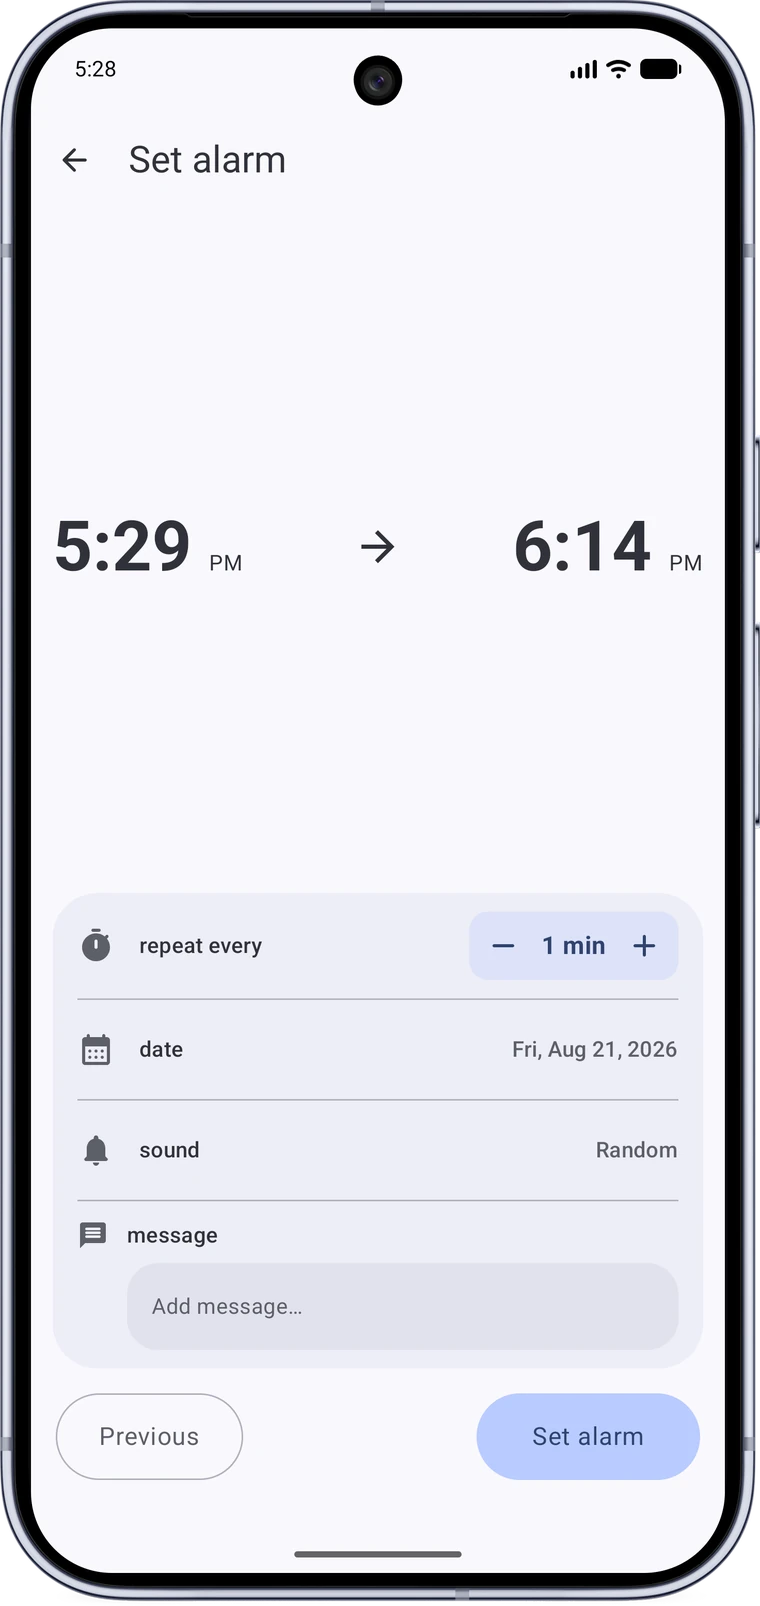 5:28
Set alarm
5:29 PM → 6:14 PM
repeat every − 1 min +
date Fri, Aug 21, 2026
sound Random
message
Add message…
Previous Set alarm